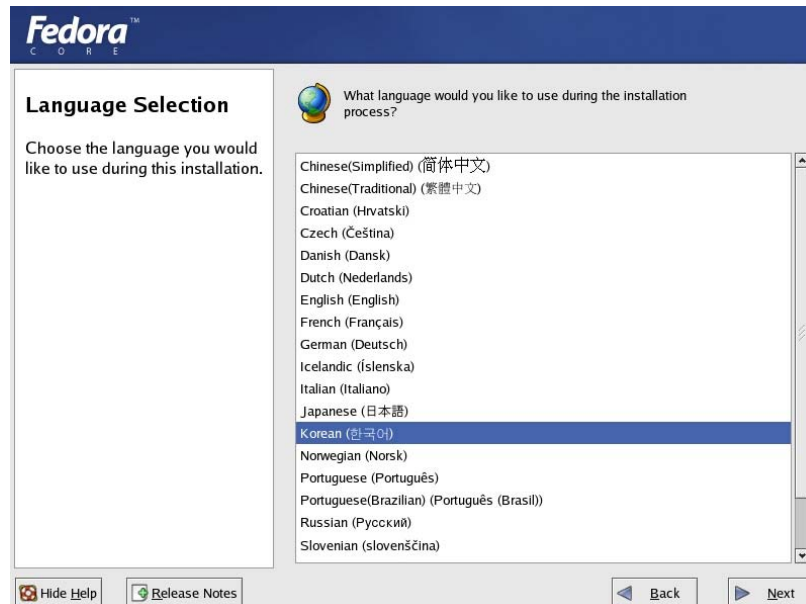 Fedora™
CORE
Language Selection
Choose the language you would
like to use during this installation.
What language would you like to use during the installation
process?
Chinese(Simplified) (简体中文)
Chinese(Traditional) (繁體中文)
Croatian (Hrvatski)
Czech (Čeština)
Danish (Dansk)
Dutch (Nederlands)
English (English)
French (Français)
German (Deutsch)
Icelandic (Íslenska)
Italian (Italiano)
Japanese (日本語)
Korean (한국어)
Norwegian (Norsk)
Portuguese (Português)
Portuguese(Brazilian) (Português (Brasil))
Russian (Русский)
Slovenian (slovenščina)
Hide Help
Release Notes
Back
Next